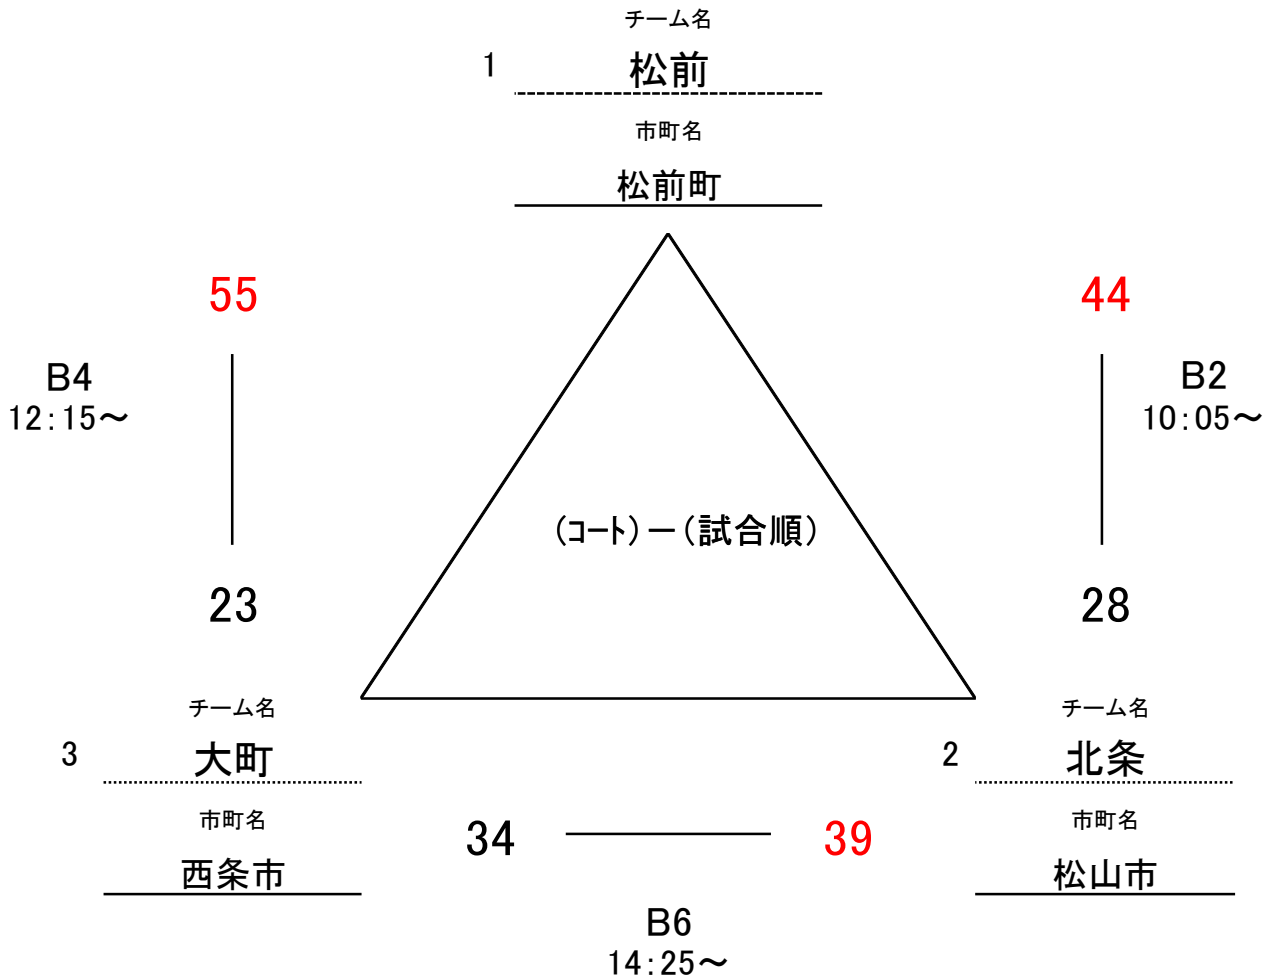 チーム名
1 松前
市町名
松前町
55
44
B4
12:15～
B2
10:05～
(コート)ー(試合順)
23
28
チーム名
3 大町
市町名
西条市
チーム名
2 北条
市町名
松山市
34 39
B6
14:25～